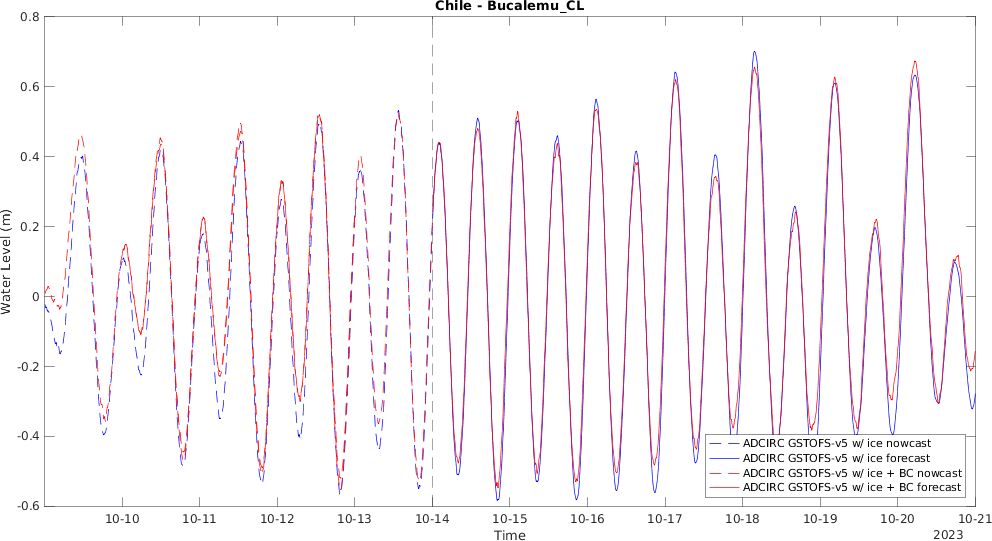 Chile - Bucalemu_CL
Water Level (m)
0.8
0.6
0.4
0.2
0
-0.2
-0.4
-0.6
ADCIRC GSTOFS-v5 w/ ice nowcast
ADCIRC GSTOFS-v5 w/ ice forecast
ADCIRC GSTOFS-v5 w/ ice + BC nowcast
ADCIRC GSTOFS-v5 w/ ice + BC forecast
10-10 10-11 10-12 10-13 10-14 10-15 10-16 10-17 10-18 10-19 10-20 10-21
Time
2023